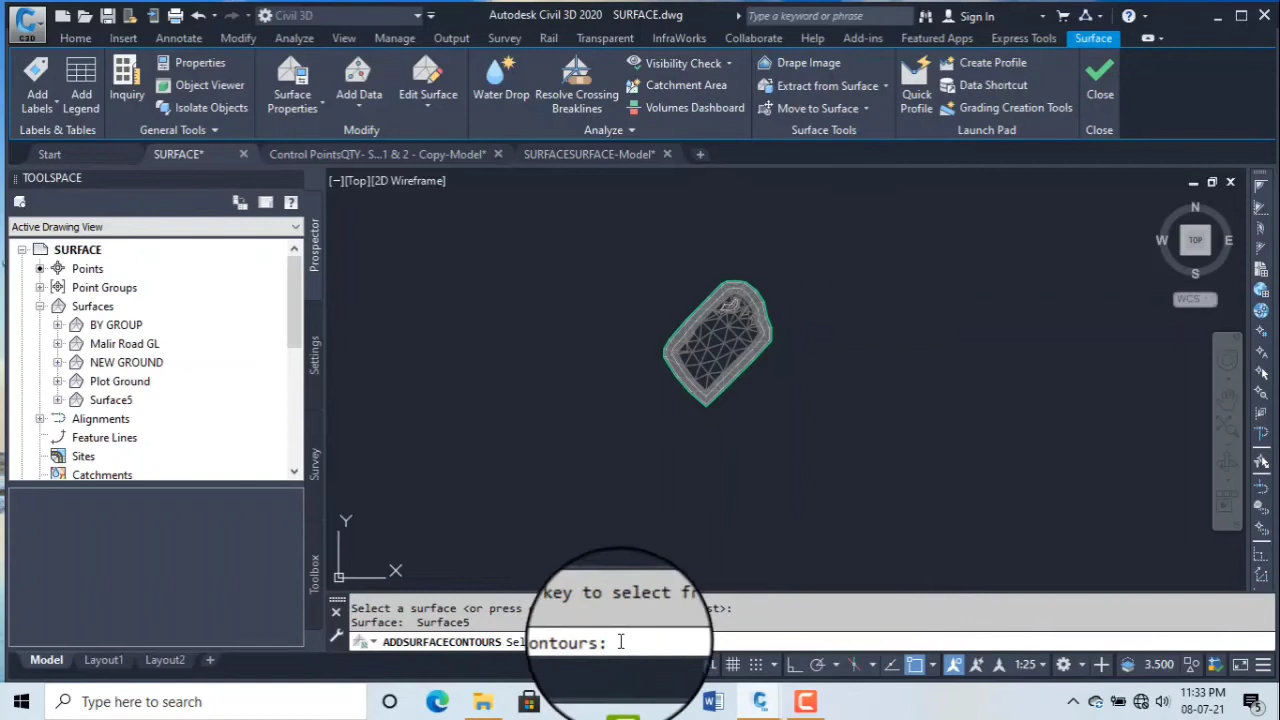 C3D
Civil 3D
Autodesk Civil 3D 2020 SURFACE.dwg
Type a keyword or phrase
Sign In
Home Insert Annotate Modify Analyze View Manage Output Survey Rail Transparent InfraWorks Collaborate Help Add-ins Featured Apps Express Tools Surface
Add Labels
Add Legend
Inquiry
Properties
Object Viewer
Isolate Objects
Surface Properties
Add Data
Edit Surface
Water Drop
Resolve Crossing Breaklines
Visibility Check
Catchment Area
Volumes Dashboard
Drape Image
Extract from Surface
Move to Surface
Quick Profile
Create Profile
Data Shortcut
Grading Creation Tools
Close
Labels & Tables General Tools Modify Analyze Surface Tools Launch Pad Close
Start SURFACE* Control PointsQTY- S...1 & 2 - Copy-Model* SURFACESURFACE-Model*
TOOLSPACE
[−][Top][2D Wireframe]
Active Drawing View
SURFACE
Points
Point Groups
Surfaces
BY GROUP
Malir Road GL
NEW GROUND
Plot Ground
Surface5
Alignments
Feature Lines
Sites
Catchments
Prospector
Settings
Survey
Toolbox
N
W TOP E
S
WCS
Y
X
key to select fr
Select a surface <or press st>:
Surface: Surface5
ADDSURFACECONTOURS Sel ontours:
Model Layout1 Layout2
1:25 3.500
Type here to search
11:33 PM
08-07-21
5